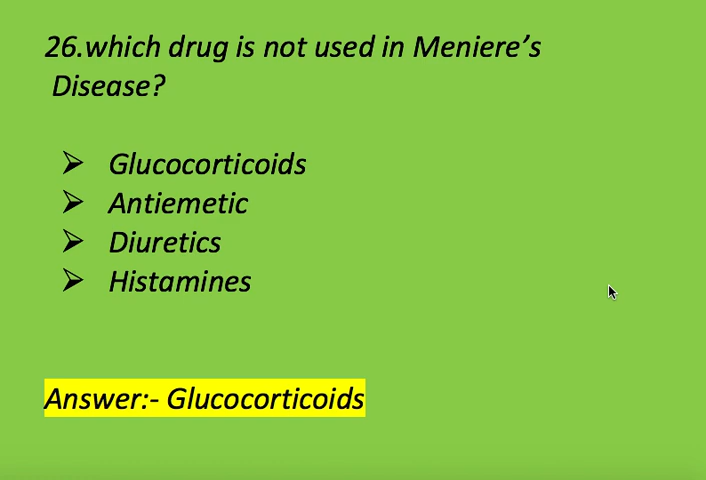 26.which drug is not used in Meniere’s
Disease?
➢ Glucocorticoids
➢ Antiemetic
➢ Diuretics
➢ Histamines
Answer:- Glucocorticoids